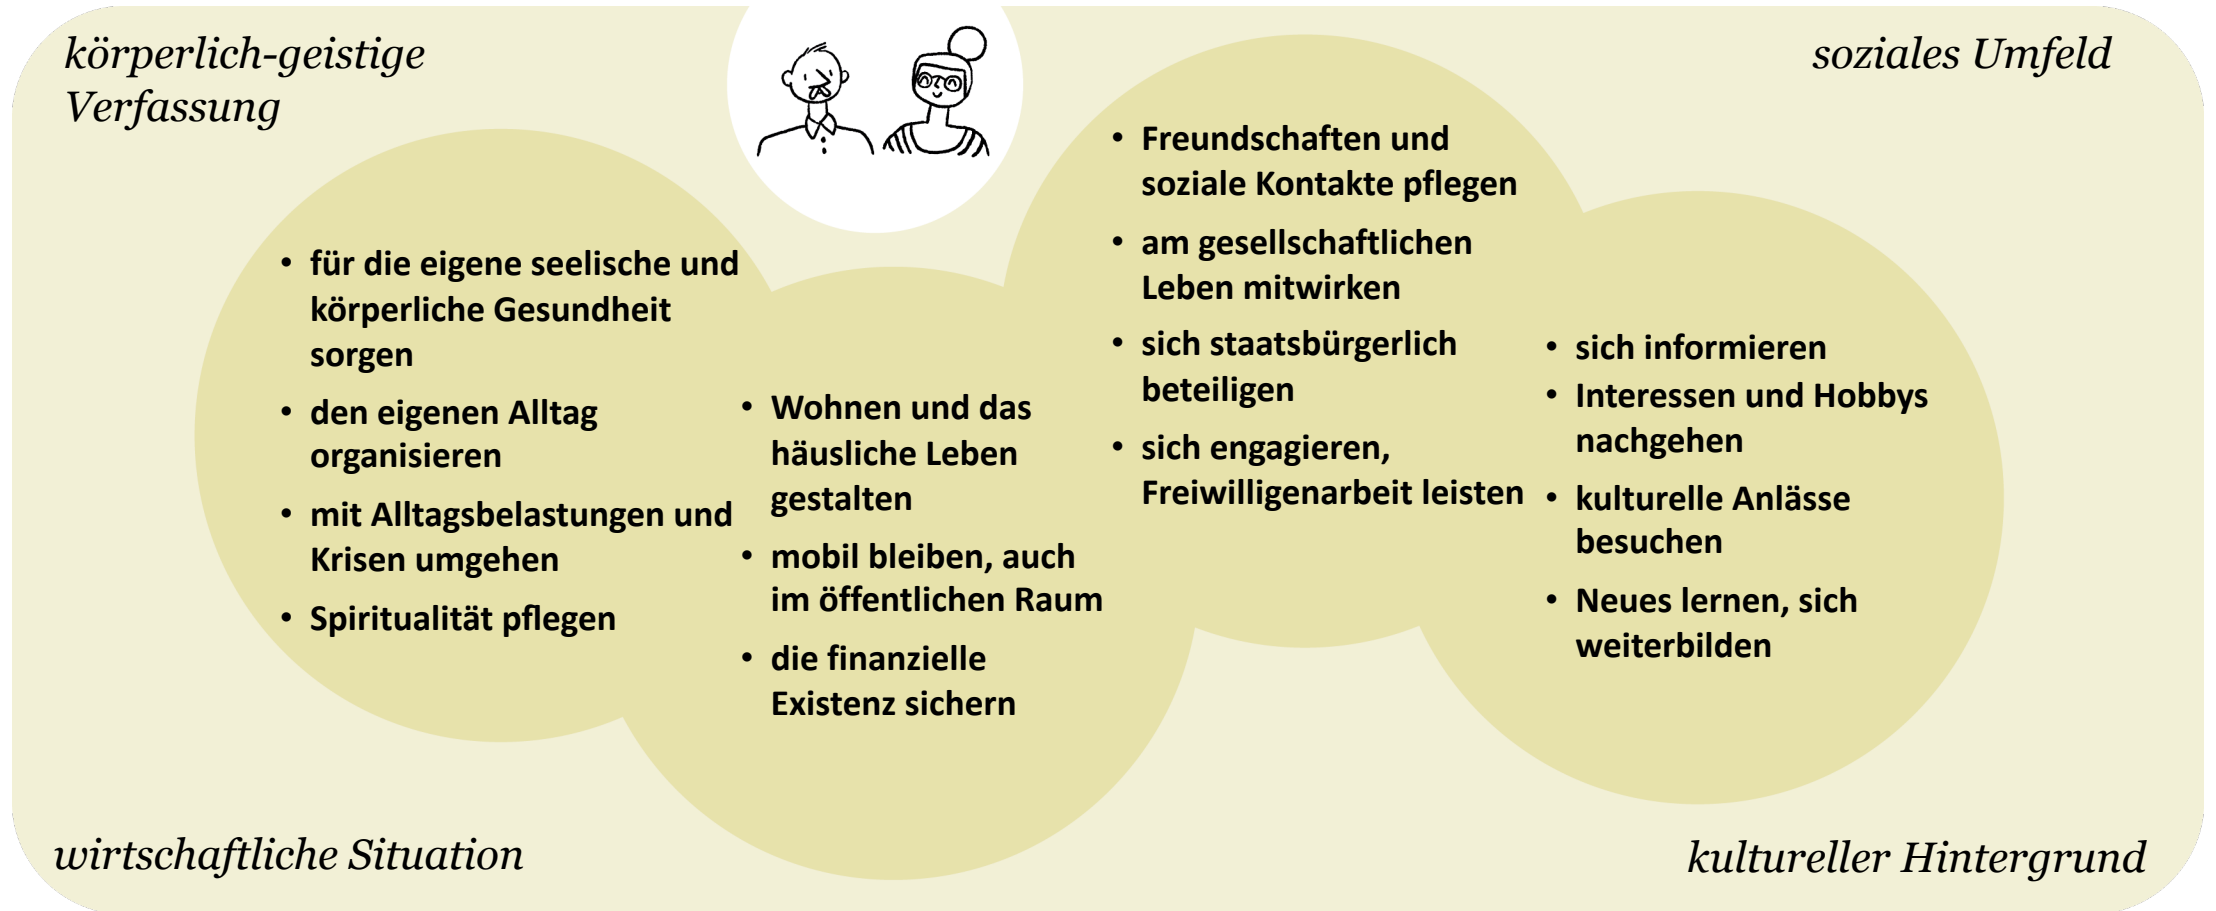 körperlich-geistige
Verfassung
soziales Umfeld
• für die eigene seelische und
körperliche Gesundheit
sorgen
• den eigenen Alltag
organisieren
• mit Alltagsbelastungen und
Krisen umgehen
• Spiritualität pflegen
• Wohnen und das
häusliche Leben
gestalten
• mobil bleiben, auch
im öffentlichen Raum
• die finanzielle
Existenz sichern
• Freundschaften und
soziale Kontakte pflegen
• am gesellschaftlichen
Leben mitwirken
• sich staatsbürgerlich
beteiligen
• sich engagieren,
Freiwilligenarbeit leisten
• sich informieren
• Interessen und Hobbys
nachgehen
• kulturelle Anlässe
besuchen
• Neues lernen, sich
weiterbilden
wirtschaftliche Situation
kultureller Hintergrund